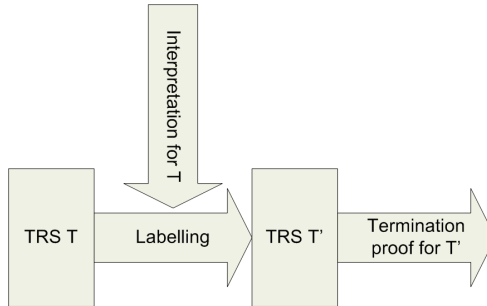 Interpretation for T
TRS T
Labelling
TRS T'
Termination
proof for T'